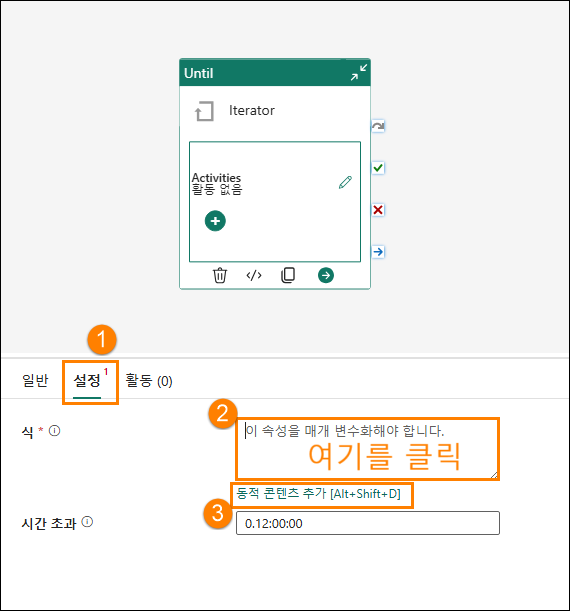 Until
Iterator
Activities
활동 없음
1
일반 설정 1 활동 (0)
2
식 * 이 속성을 매개 변수화해야 합니다.
여기를 클릭
동적 콘텐츠 추가 [Alt+Shift+D]
3
시간 초과 0.12:00:00